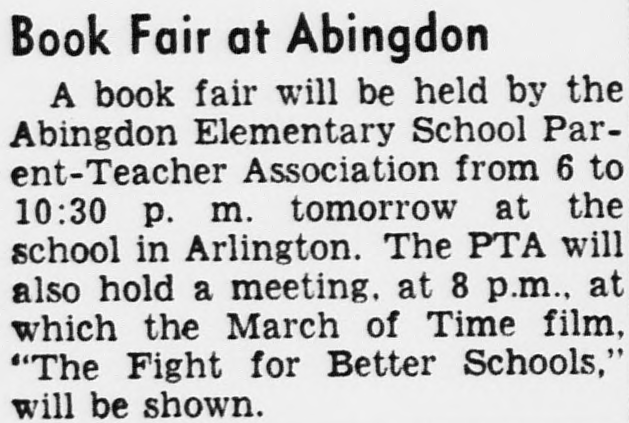 Book Fair at Abingdon
A book fair will be held by the
Abingdon Elementary School Par-
ent-Teacher Association from 6 to
10:30 p. m. tomorrow at the
school in Arlington. The PTA will
also hold a meeting, at 8 p.m., at
which the March of Time film,
"The Fight for Better Schools,"
will be shown.